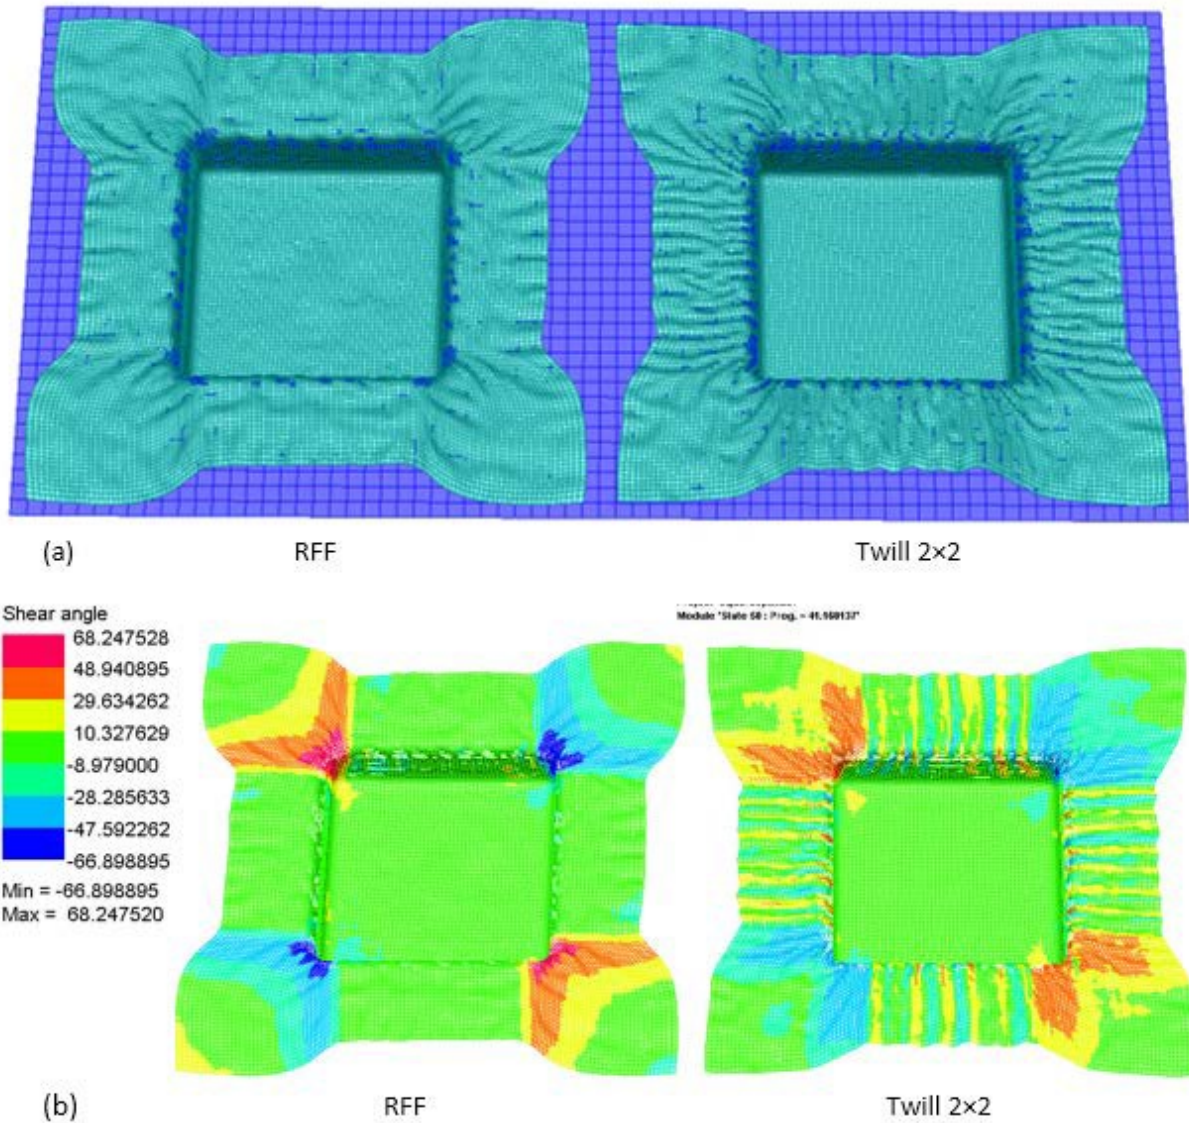 (a)
RFF
Twill 2×2
Shear angle
68.247528
48.940895
29.634262
10.327629
-8.979000
-28.285633
-47.592262
-66.898895
Min = -66.898895
Max = 68.247520
(b)
RFF
Twill 2×2